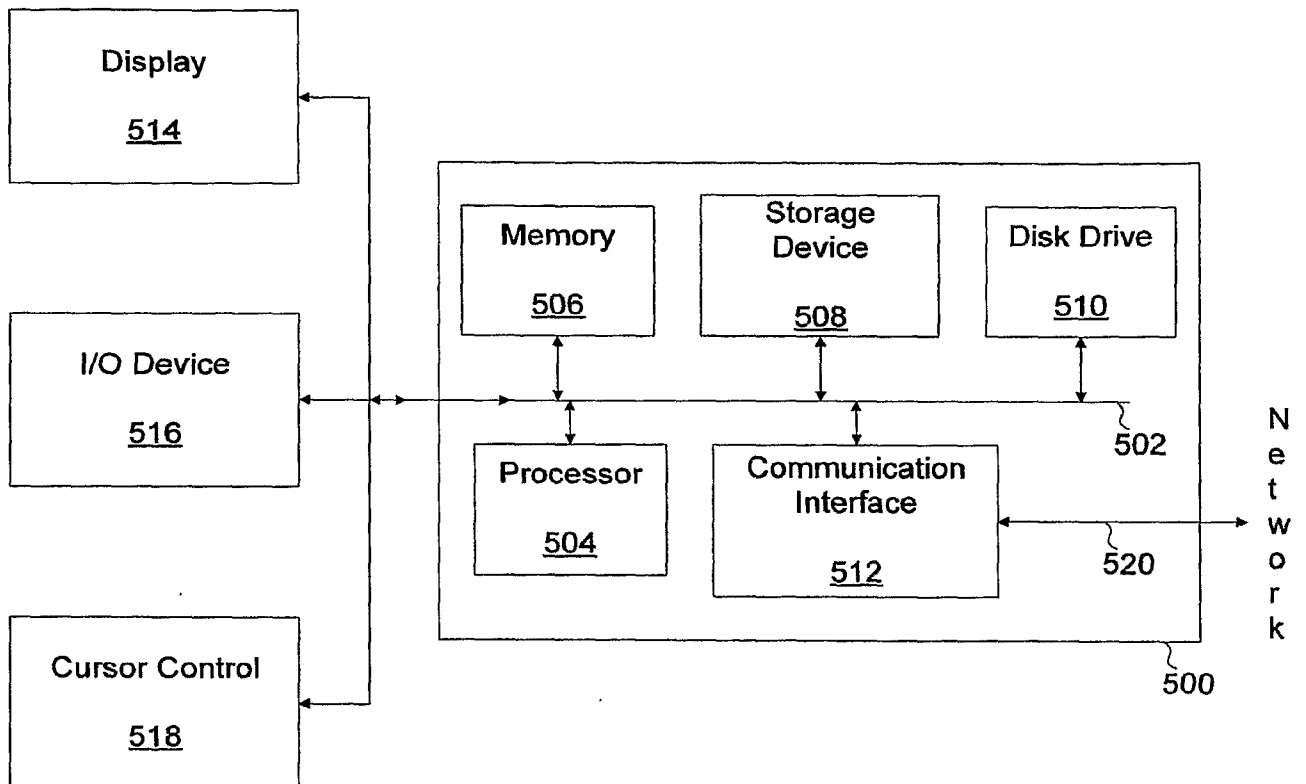 Display
514
I/O Device
516
Cursor Control
518
Memory
506
Storage
Device
508
Disk Drive
510
502
Processor
504
Communication
Interface
512
520
500
Network